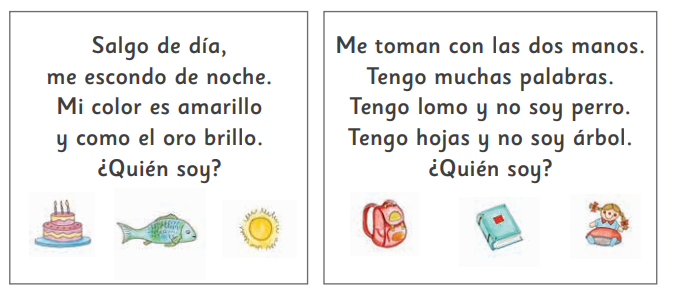 Salgo de día,
me escondo de noche.
Mi color es amarillo
y como el oro brillo.
¿Quién soy?
Me toman con las dos manos.
Tengo muchas palabras.
Tengo lomo y no soy perro.
Tengo hojas y no soy árbol.
¿Quién soy?